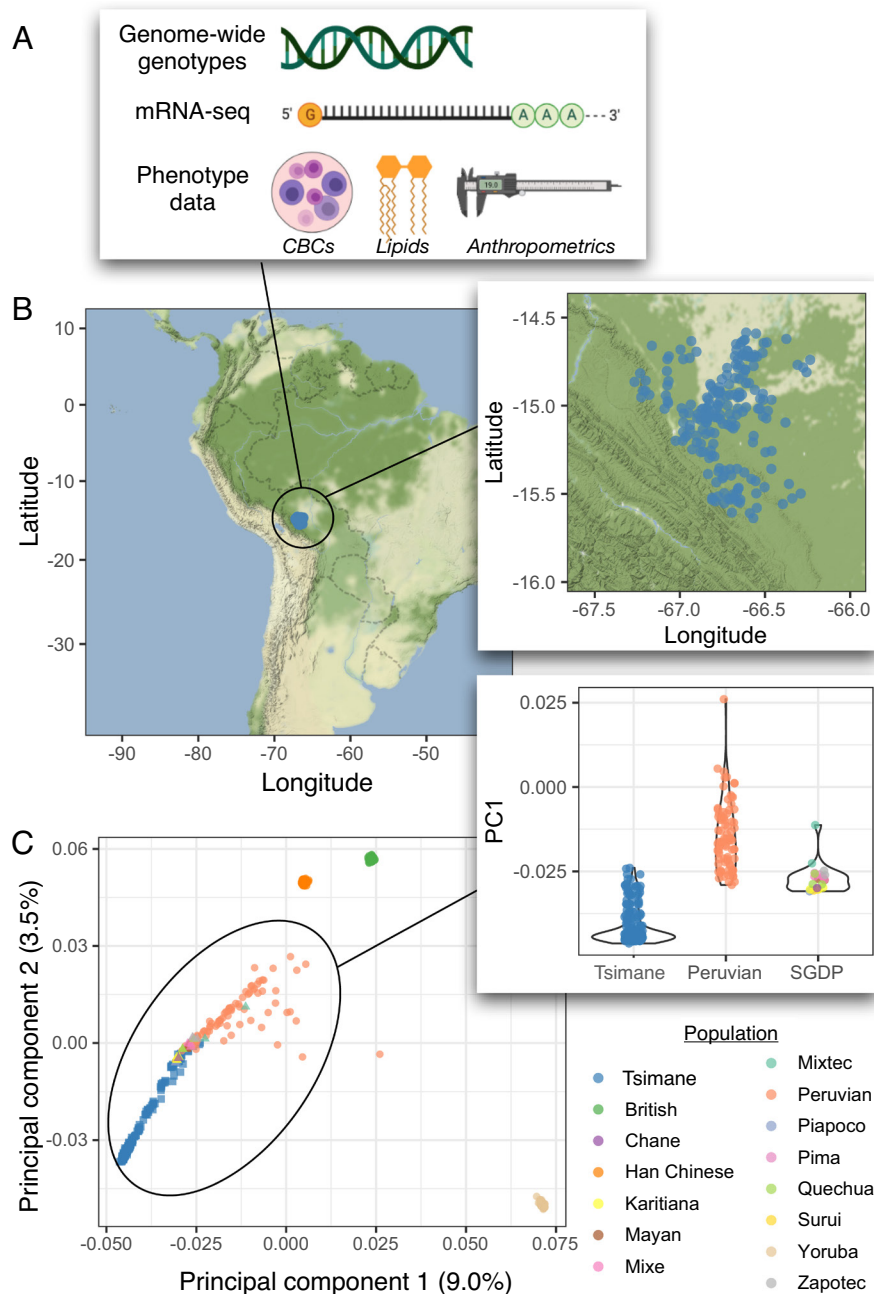 A
Genome-wide
genotypes
mRNA-seq
5' G A A A 3'
Phenotype
data
19.0
CBCs Lipids Anthropometrics
B
10
0
-10
-20
-30
Latitude
-90 -80 -70 -60 -50
Longitude
-14.5
-15.0
-15.5
-16.0
Latitude
-67.5 -67.0 -66.5 -66.0
Longitude
0.025
0.000
-0.025
PC1
Tsimane Peruvian SGDP
C
0.06
0.03
0.00
-0.03
Principal component 2 (3.5%)
-0.050 -0.025 0.000 0.025 0.050 0.075
Principal component 1 (9.0%)
Population
Tsimane
British
Chane
Han Chinese
Karitiana
Mayan
Mixe
Mixtec
Peruvian
Piapoco
Pima
Quechua
Surui
Yoruba
Zapotec